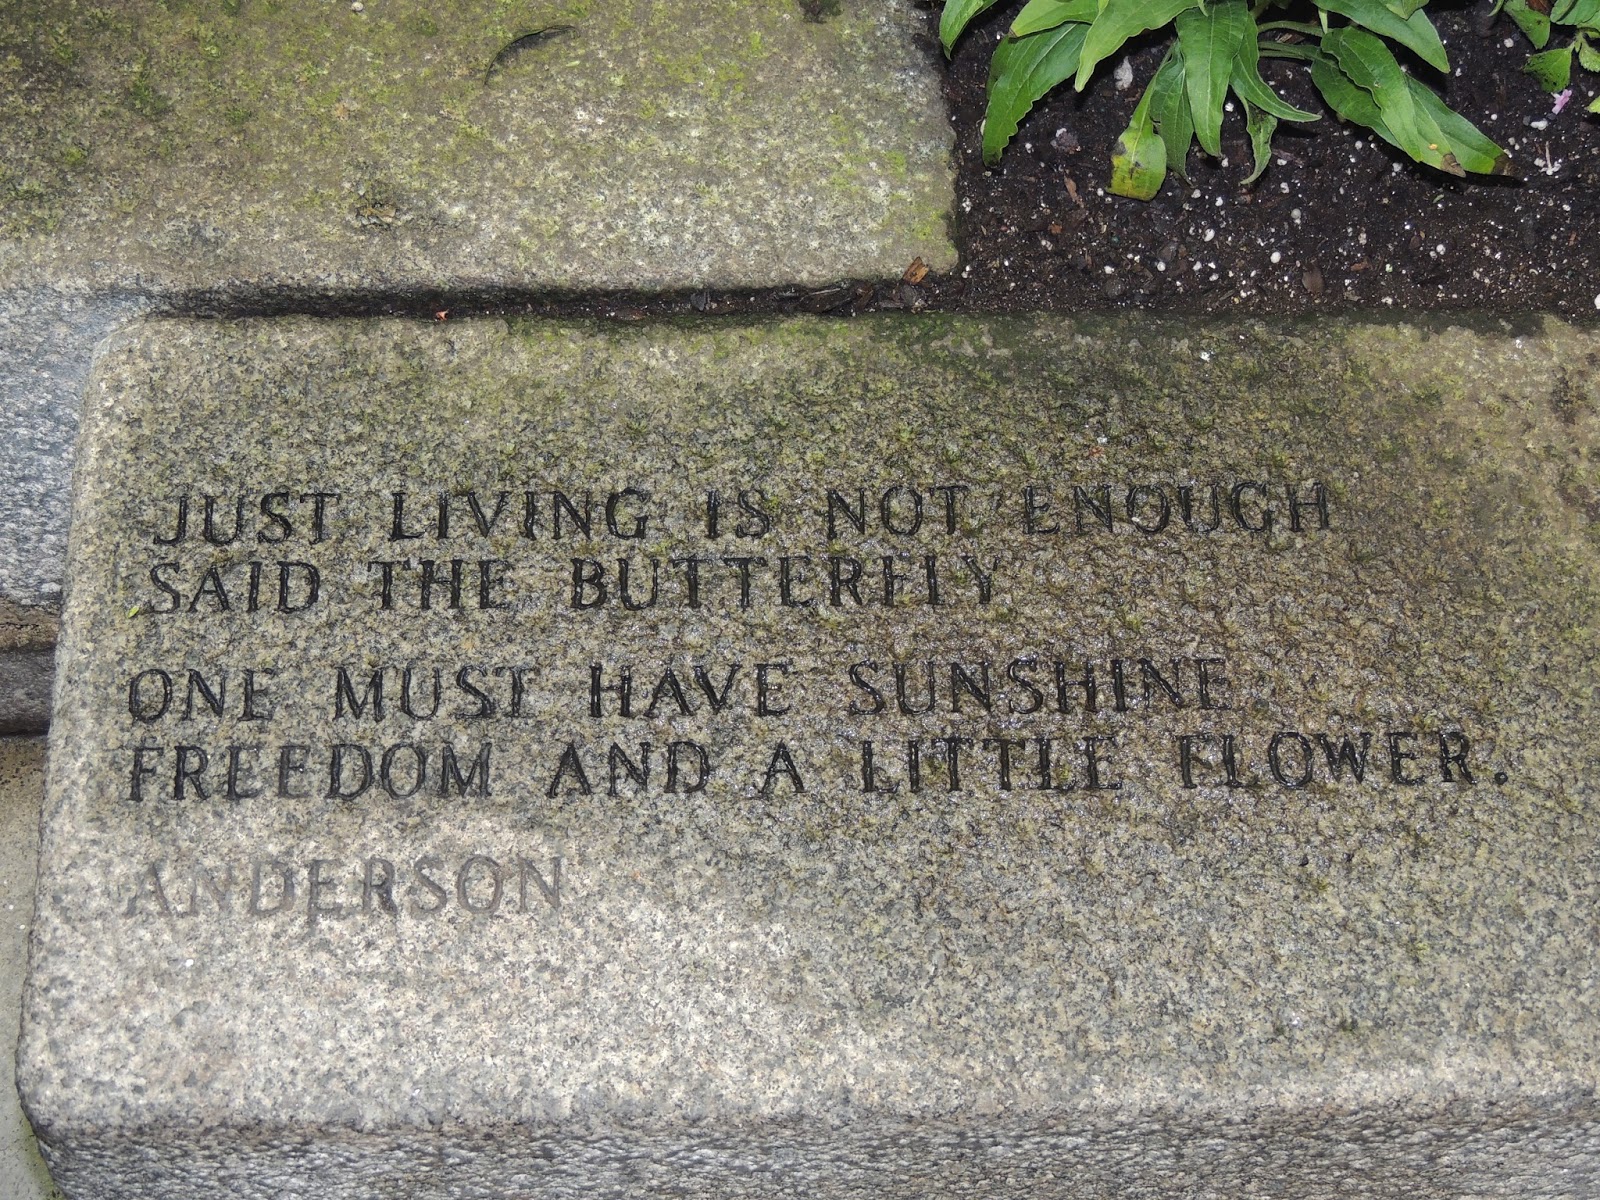 JUST LIVING IS NOT ENOUGH
SAID THE BUTTERFLY
ONE MUST HAVE SUNSHINE
FREEDOM AND A LITTLE FLOWER.
ANDERSON